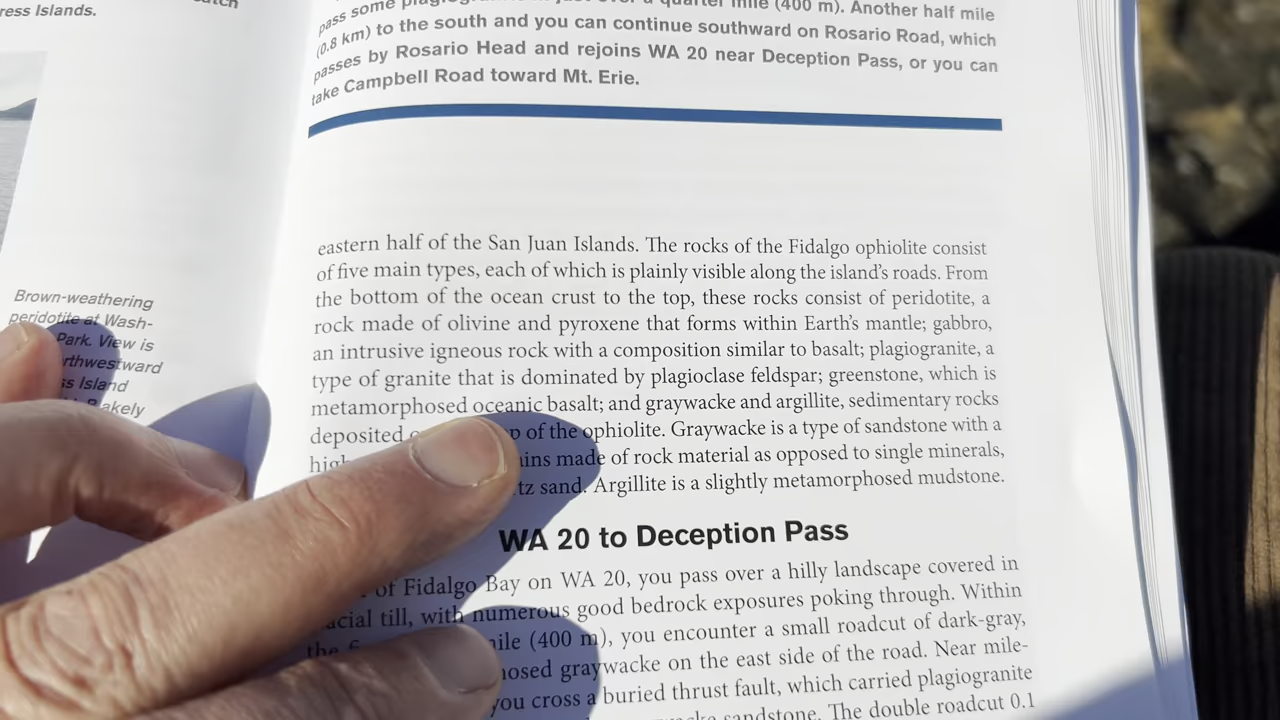 ress Islands.
Brown-weathering
peridotite at Wash-
Park. View is
rthwestward
ss Island
akely
pass some
quarter mile (400 m). Another half mile
(0.8 km) to the south and you can continue southward on Rosario Road, which
passes by Rosario Head and rejoins WA 20 near Deception Pass, or you can
take Campbell Road toward Mt. Erie.
eastern half of the San Juan Islands. The rocks of the Fidalgo ophiolite consist
of five main types, each of which is plainly visible along the island's roads. From
the bottom of the ocean crust to the top, these rocks consist of peridotite, a
rock made of olivine and pyroxene that forms within Earth's mantle; gabbro,
an intrusive igneous rock with a composition similar to basalt; plagiogranite, a
type of granite that is dominated by plagioclase feldspar; greenstone, which is
metamorphosed oceanic basalt; and graywacke and argillite, sedimentary rocks
deposited of the ophiolite. Graywacke is a type of sandstone with a
ins made of rock material as opposed to single minerals,
tz sand. Argillite is a slightly metamorphosed mudstone.
WA 20 to Deception Pass
of Fidalgo Bay on WA 20, you pass over a hilly landscape covered in
acial till, with numerous good bedrock exposures poking through. Within
the mile (400 m), you encounter a small roadcut of dark-gray,
hosed graywacke on the east side of the road. Near mile-
you cross a buried thrust fault, which carried plagiogranite
sandstone. The double roadcut 0.1